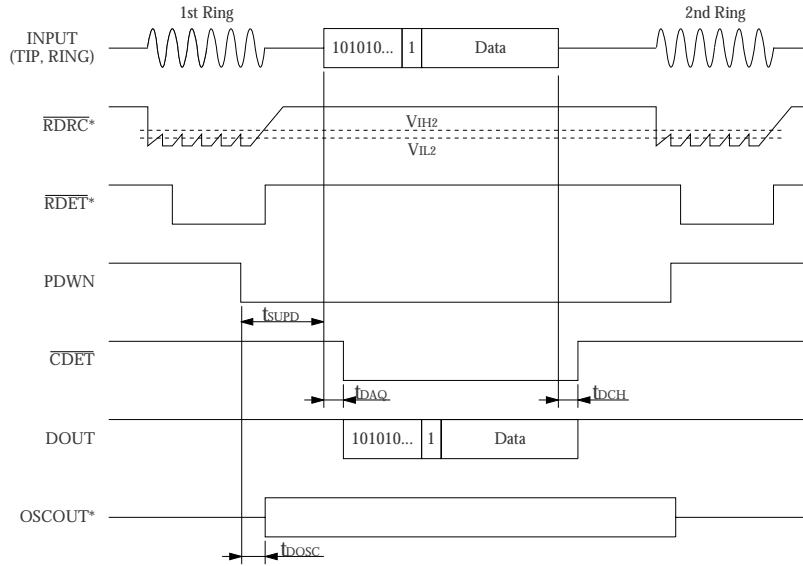 1st Ring
2nd Ring
INPUT
(TIP, RING)
101010... 1 Data
RDRC*
VIH2
VIL2
RDET*
PDWN
tSUPD
CDET
tDAQ
tDCH
DOUT
101010... 1 Data
OSCOUT*
tDOSC